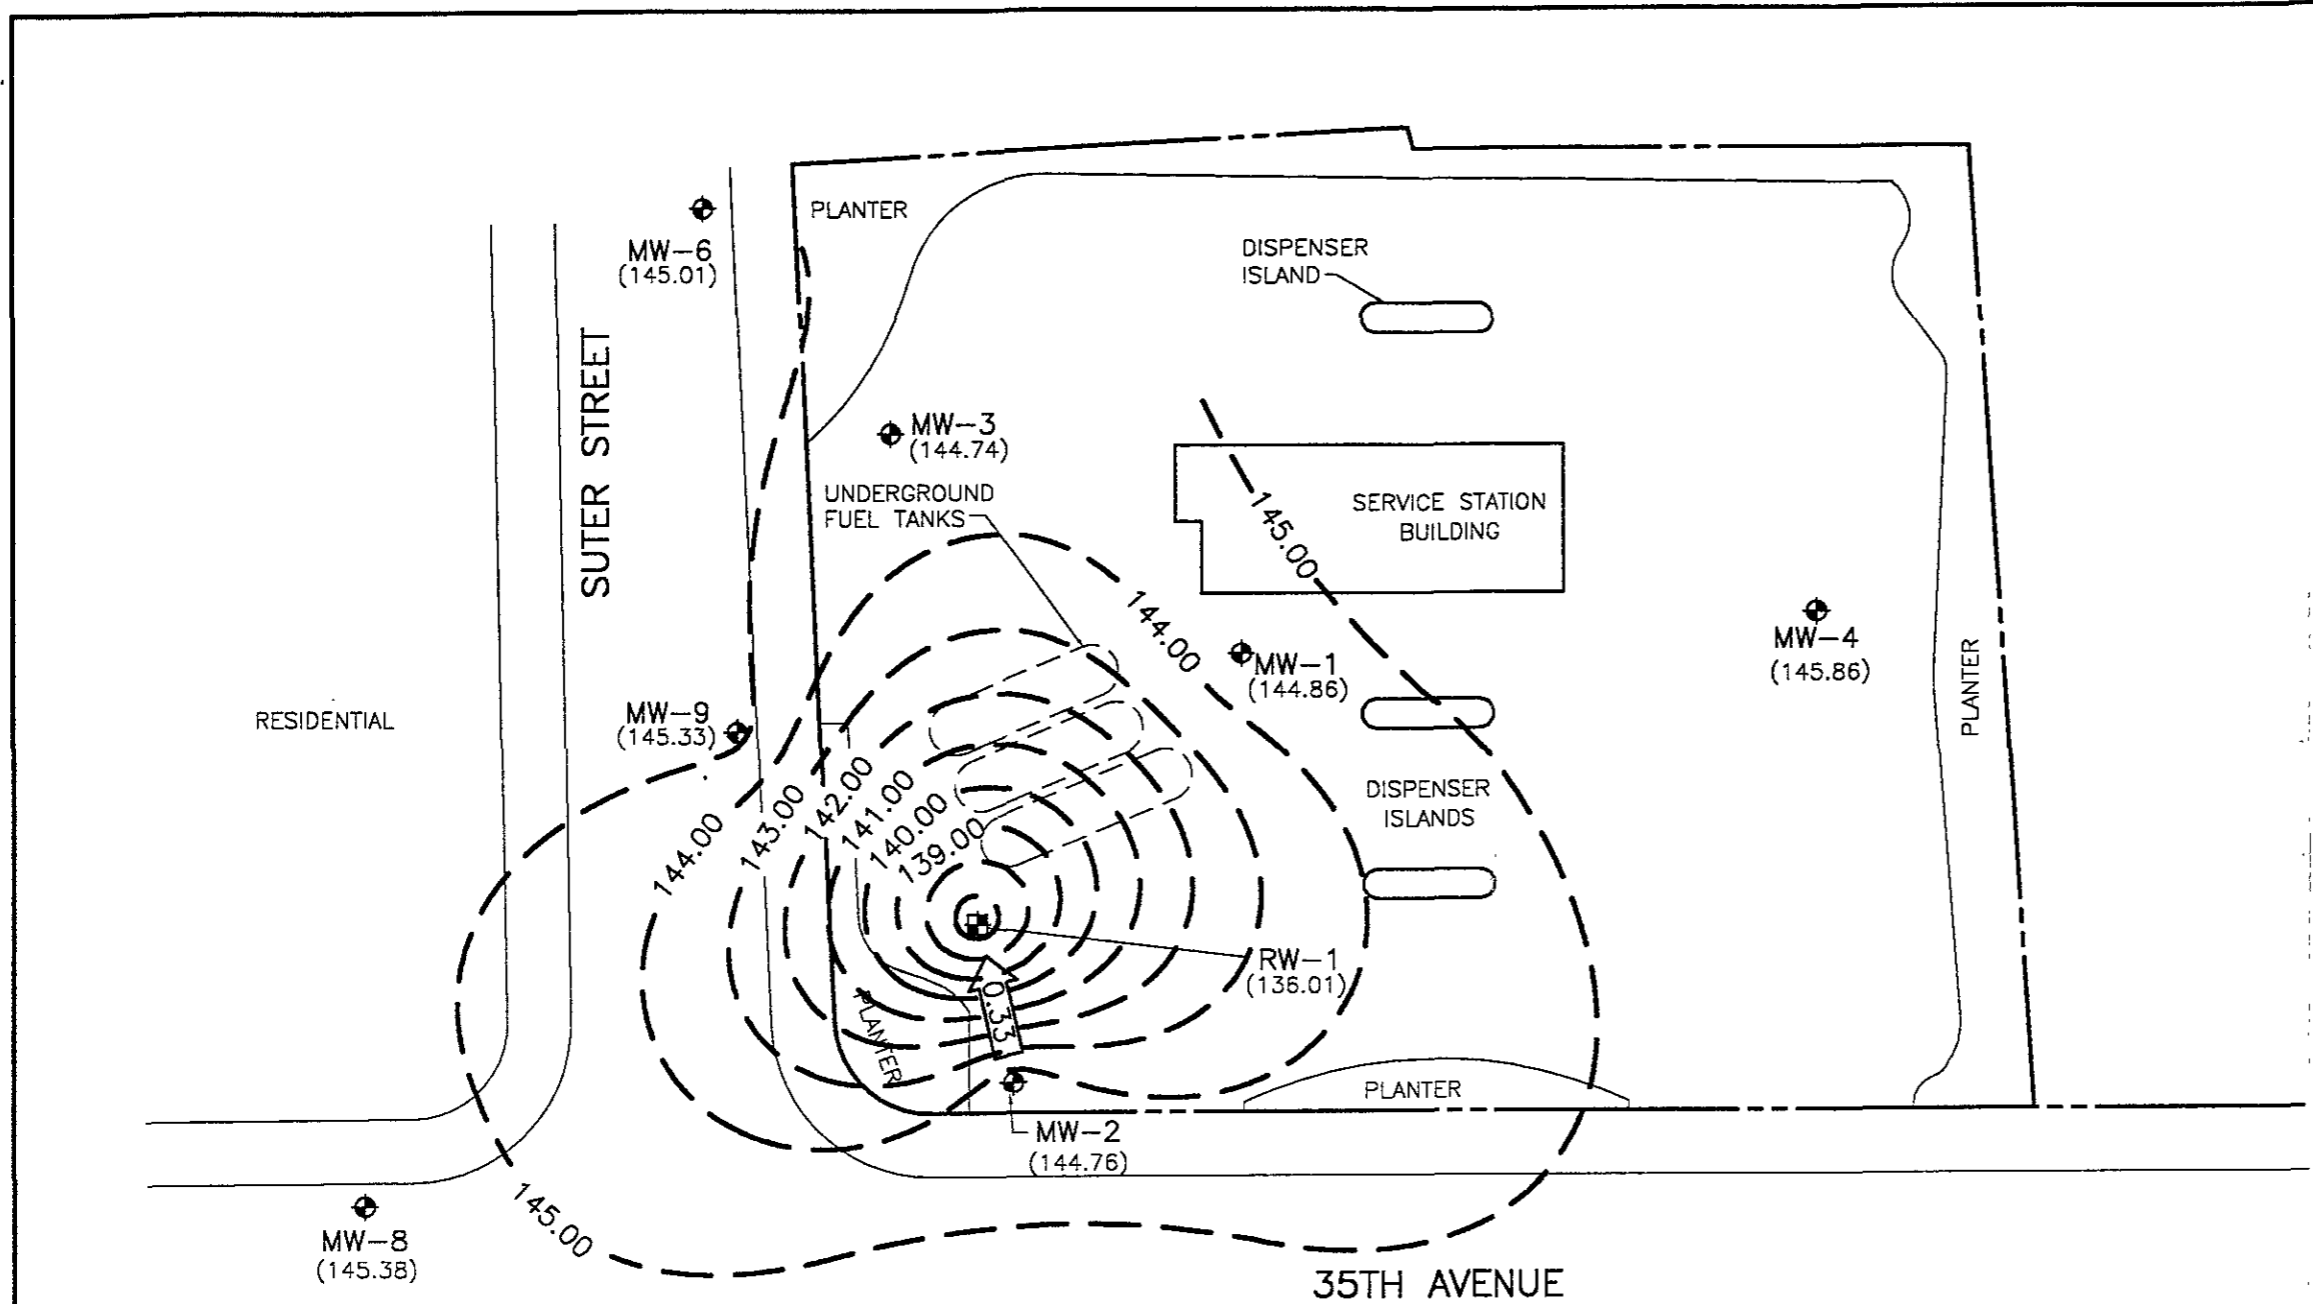 PLANTER
MW-6
(145.01)
DISPENSER
ISLAND
SUTER STREET
MW-3
(144.74)
UNDERGROUND
FUEL TANKS
145.00
SERVICE STATION
BUILDING
144.00
MW-1
(144.86)
MW-4
(145.86)
PLANTER
RESIDENTIAL
MW-9
(145.33)
144.00
143.00
142.00
141.00
140.00
139.00
DISPENSER
ISLANDS
RW-1
(136.01)
0.33
PLANTER
PLANTER
MW-2
(144.76)
145.00
MW-8
(145.38)
35TH AVENUE